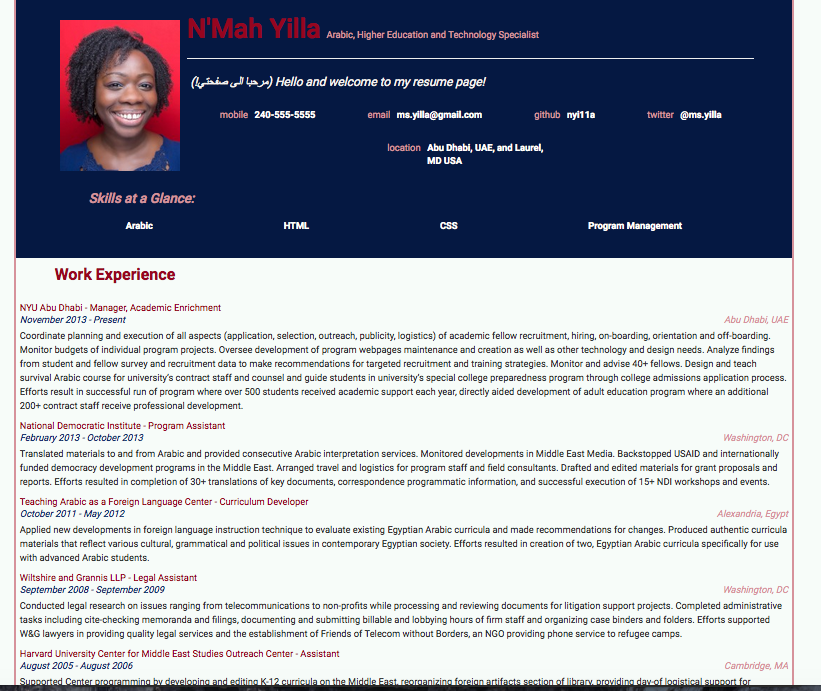 N'Mah Yilla Arabic, Higher Education and Technology Specialist
(مرحبا الى صفحتي!) Hello and welcome to my resume page!
mobile 240-555-5555 email ms.yilla@gmail.com github nyi11a twitter @ms.yilla
location Abu Dhabi, UAE, and Laurel,
MD USA
Skills at a Glance:
Arabic HTML CSS Program Management
Work Experience
NYU Abu Dhabi - Manager, Academic Enrichment
November 2013 - Present Abu Dhabi, UAE
Coordinate planning and execution of all aspects (application, selection, outreach, publicity, logistics) of academic fellow recruitment, hiring, on-boarding, orientation and off-boarding.
Monitor budgets of individual program projects. Oversee development of program webpages maintenance and creation as well as other technology and design needs. Analyze findings
from student and fellow survey and recruitment data to make recommendations for targeted recruitment and training strategies. Monitor and advise 40+ fellows. Design and teach
survival Arabic course for university's contract staff and counsel and guide students in university's special college preparedness program through college admissions application process.
Efforts result in successful run of program where over 500 students received academic support each year, directly aided development of adult education program where an additional
200+ contract staff receive professional development.
National Democratic Institute - Program Assistant
February 2013 - October 2013 Washington, DC
Translated materials to and from Arabic and provided consecutive Arabic interpretation services. Monitored developments in Middle East Media. Backstopped USAID and internationally
funded democracy development programs in the Middle East. Arranged travel and logistics for program staff and field consultants. Drafted and edited materials for grant proposals and
reports. Efforts resulted in completion of 30+ translations of key documents, correspondence programmatic information, and successful execution of 15+ NDI workshops and events.
Teaching Arabic as a Foreign Language Center - Curriculum Developer
October 2011 - May 2012 Alexandria, Egypt
Applied new developments in foreign language instruction technique to evaluate existing Egyptian Arabic curricula and made recommendations for changes. Produced authentic curricula
materials that reflect various cultural, grammatical and political issues in contemporary Egyptian society. Efforts resulted in creation of two, Egyptian Arabic curricula specifically for use
with advanced Arabic students.
Wiltshire and Grannis LLP - Legal Assistant
September 2008 - September 2009 Washington, DC
Conducted legal research on issues ranging from telecommunications to non-profits while processing and reviewing documents for litigation support projects. Completed administrative
tasks including cite-checking memoranda and filings, documenting and submitting billable and lobbying hours of firm staff and organizing case binders and folders. Efforts supported
W&G lawyers in providing quality legal services and the establishment of Friends of Telecom without Borders, an NGO providing phone service to refugee camps.
Harvard University Center for Middle East Studies Outreach Center - Assistant
August 2005 - August 2006 Cambridge, MA
Supported Center programming by developing and editing K-12 curricula on the Middle East, reorganizing foreign artifacts section of library, providing day-of logistical support for